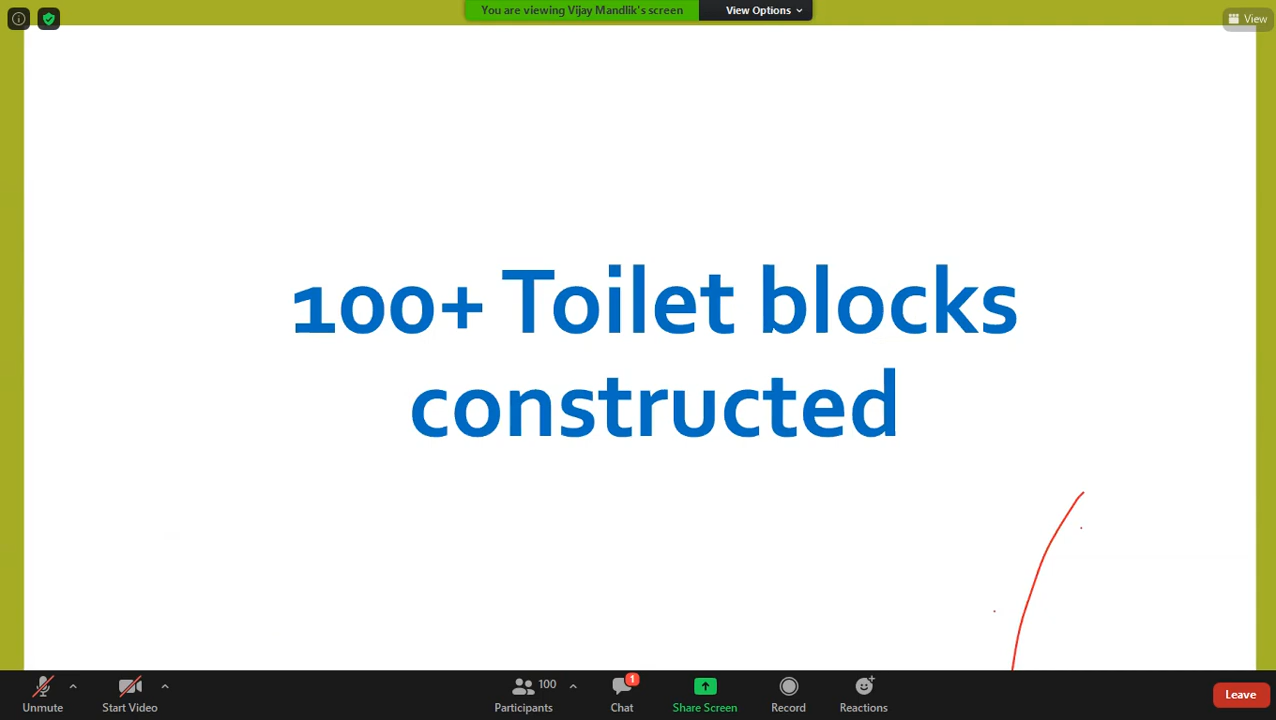 You are viewing Vijay Mandlik's screen
View Options
View
100+ Toilet blocks
constructed
Unmute
Start Video
100
Participants
1
Chat
Share Screen
Record
Reactions
Leave